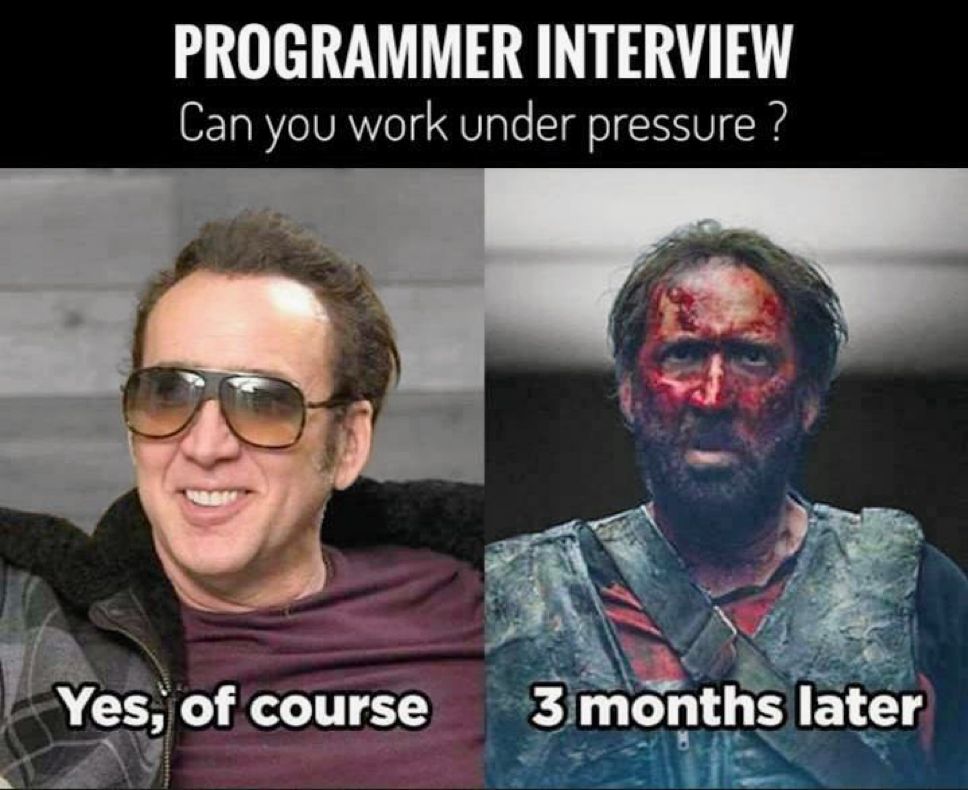 PROGRAMMER INTERVIEW
Can you work under pressure ?
Yes, of course
3 months later